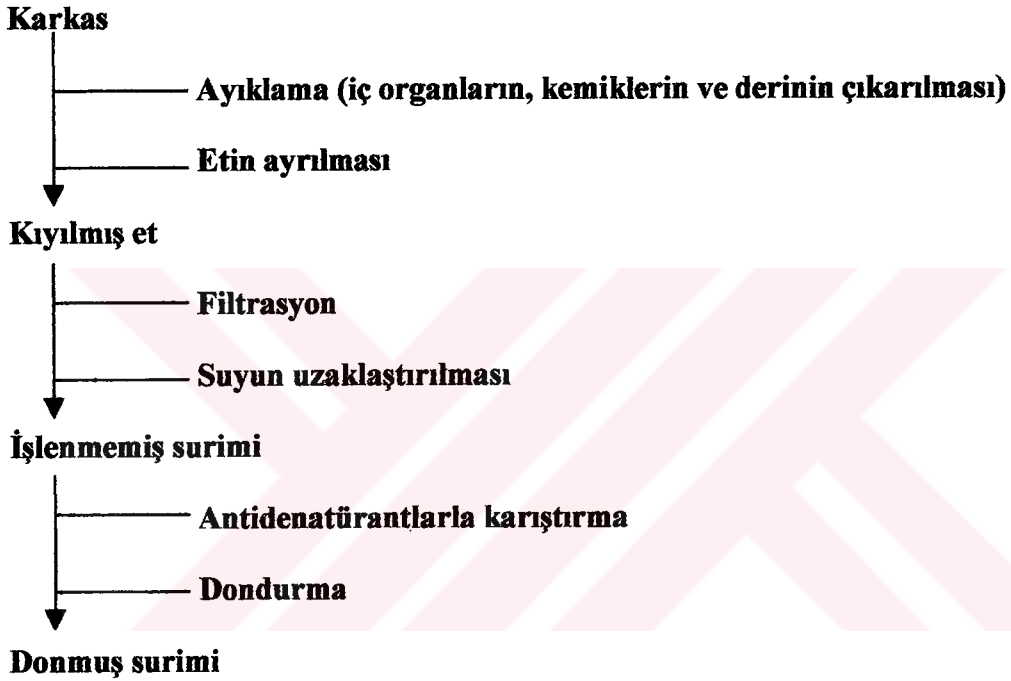 Karkas
Ayıklama (iç organların, kemiklerin ve derinin çıkarılması)
Etin ayrılması
Kıyılmış et
Filtrasyon
Suyun uzaklaştırılması
İşlenmemiş surimi
Antidenatürantlarla karıştırma
Dondurma
Donmuş surimi